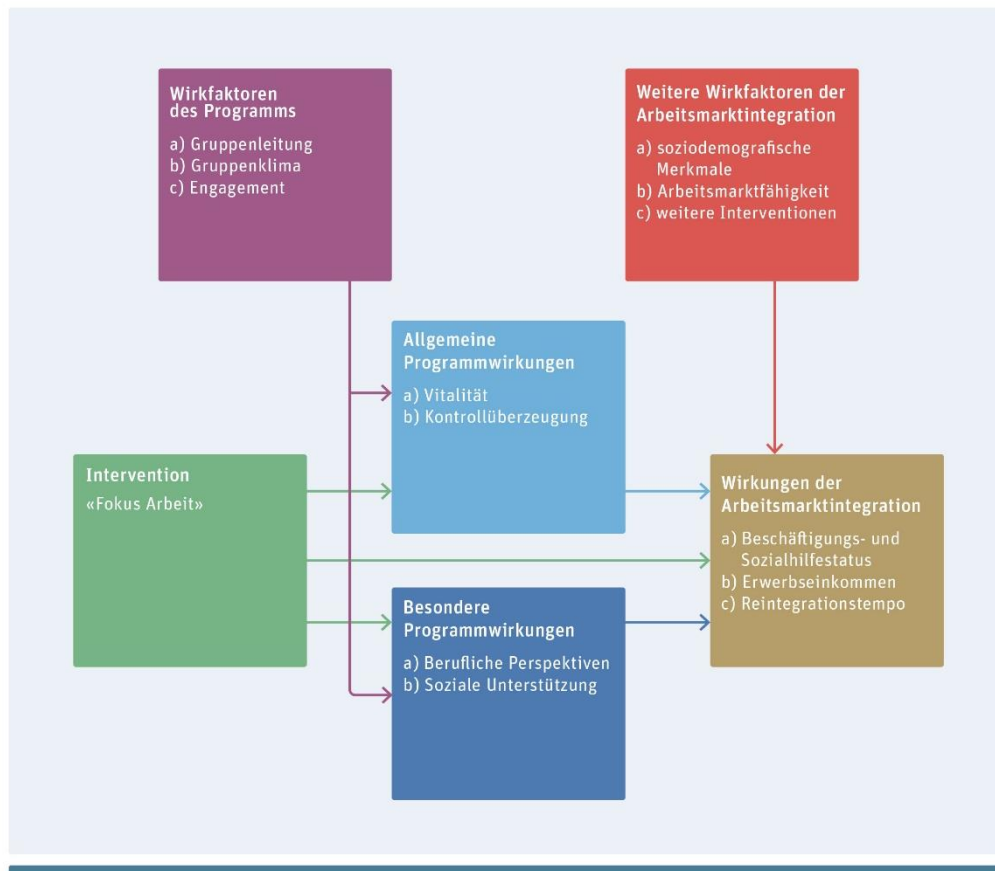 Wirkfaktoren
des Programms
a) Gruppenleitung
b) Gruppenklima
c) Engagement
Weitere Wirkfaktoren der
Arbeitsmarktintegration
a) soziodemografische
Merkmale
b) Arbeitsmarktfähigkeit
c) weitere Interventionen
Allgemeine
Programmwirkungen
a) Vitalität
b) Kontrollüberzeugung
Intervention
«Fokus Arbeit»
Wirkungen der
Arbeitsmarktintegration
a) Beschäftigungs- und
Sozialhilfestatus
b) Erwerbseinkommen
c) Reintegrationstempo
Besondere
Programmwirkungen
a) Berufliche Perspektiven
b) Soziale Unterstützung